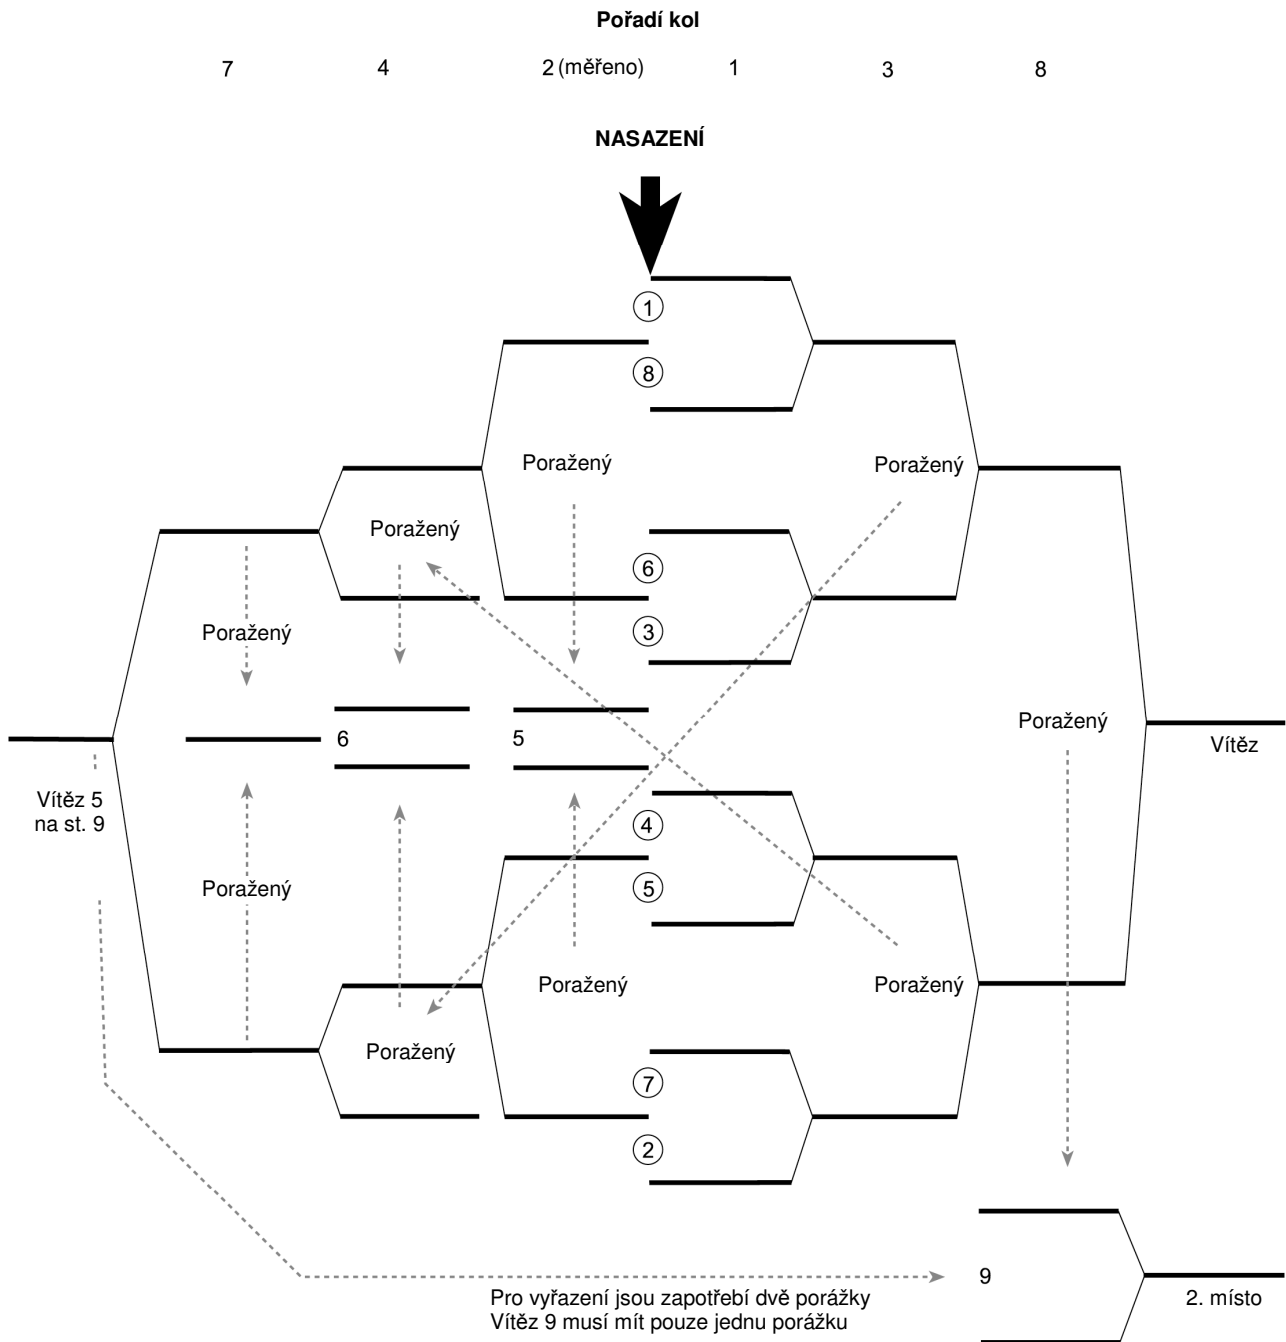 Pořadí kol
7 4 2 (měřeno) 1 3 8
NASAZENÍ
1
8
Poražený Poražený
Poražený
6
3
Poražený
6 5
Poražený
Vítěz
Vítěz 5
na st. 9
4
5
Poražený
Poražený Poražený
Poražený
7
2
9
2. místo
Pro vyřazení jsou zapotřebí dvě porážky
Vítěz 9 musí mít pouze jednu porážku